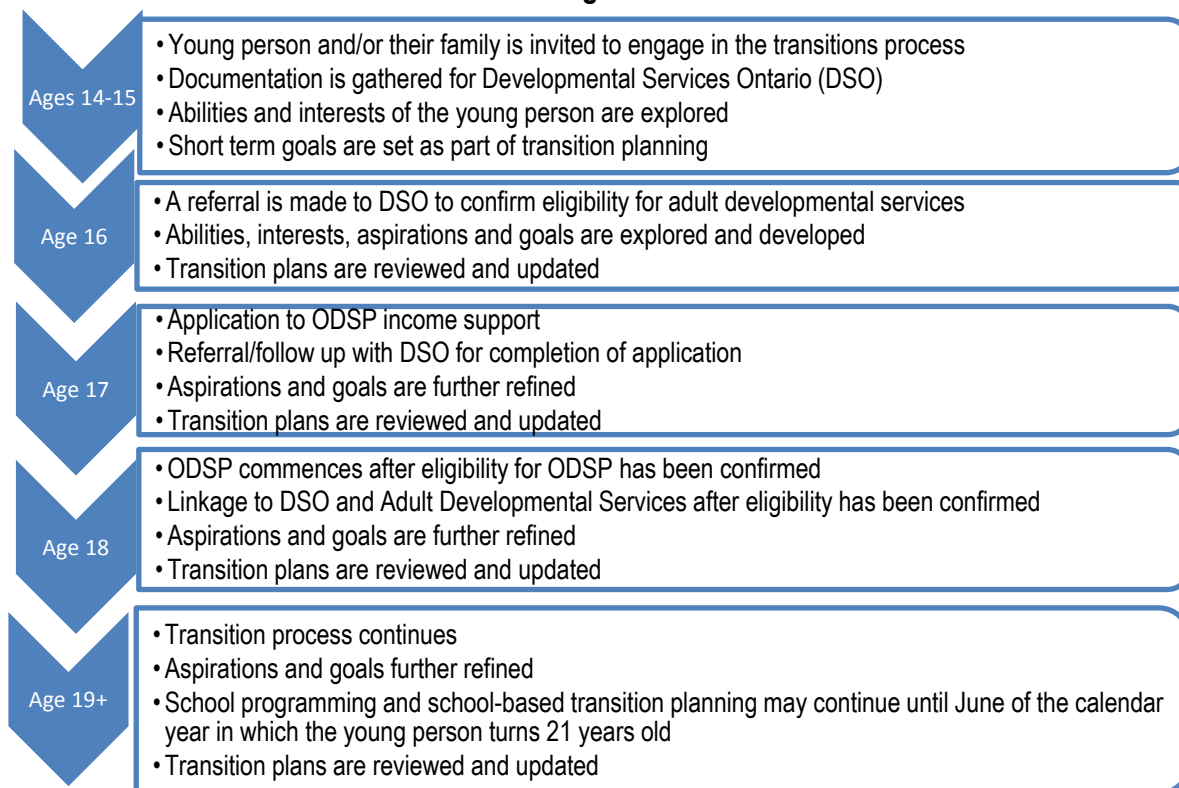 Ages 14-15
• Young person and/or their family is invited to engage in the transitions process
• Documentation is gathered for Developmental Services Ontario (DSO)
• Abilities and interests of the young person are explored
• Short term goals are set as part of transition planning
Age 16
• A referral is made to DSO to confirm eligibility for adult developmental services
• Abilities, interests, aspirations and goals are explored and developed
• Transition plans are reviewed and updated
Age 17
• Application to ODSP income support
• Referral/follow up with DSO for completion of application
• Aspirations and goals are further refined
• Transition plans are reviewed and updated
Age 18
• ODSP commences after eligibility for ODSP has been confirmed
• Linkage to DSO and Adult Developmental Services after eligibility has been confirmed
• Aspirations and goals are further refined
• Transition plans are reviewed and updated
Age 19+
• Transition process continues
• Aspirations and goals further refined
• School programming and school-based transition planning may continue until June of the calendar
year in which the young person turns 21 years old
• Transition plans are reviewed and updated